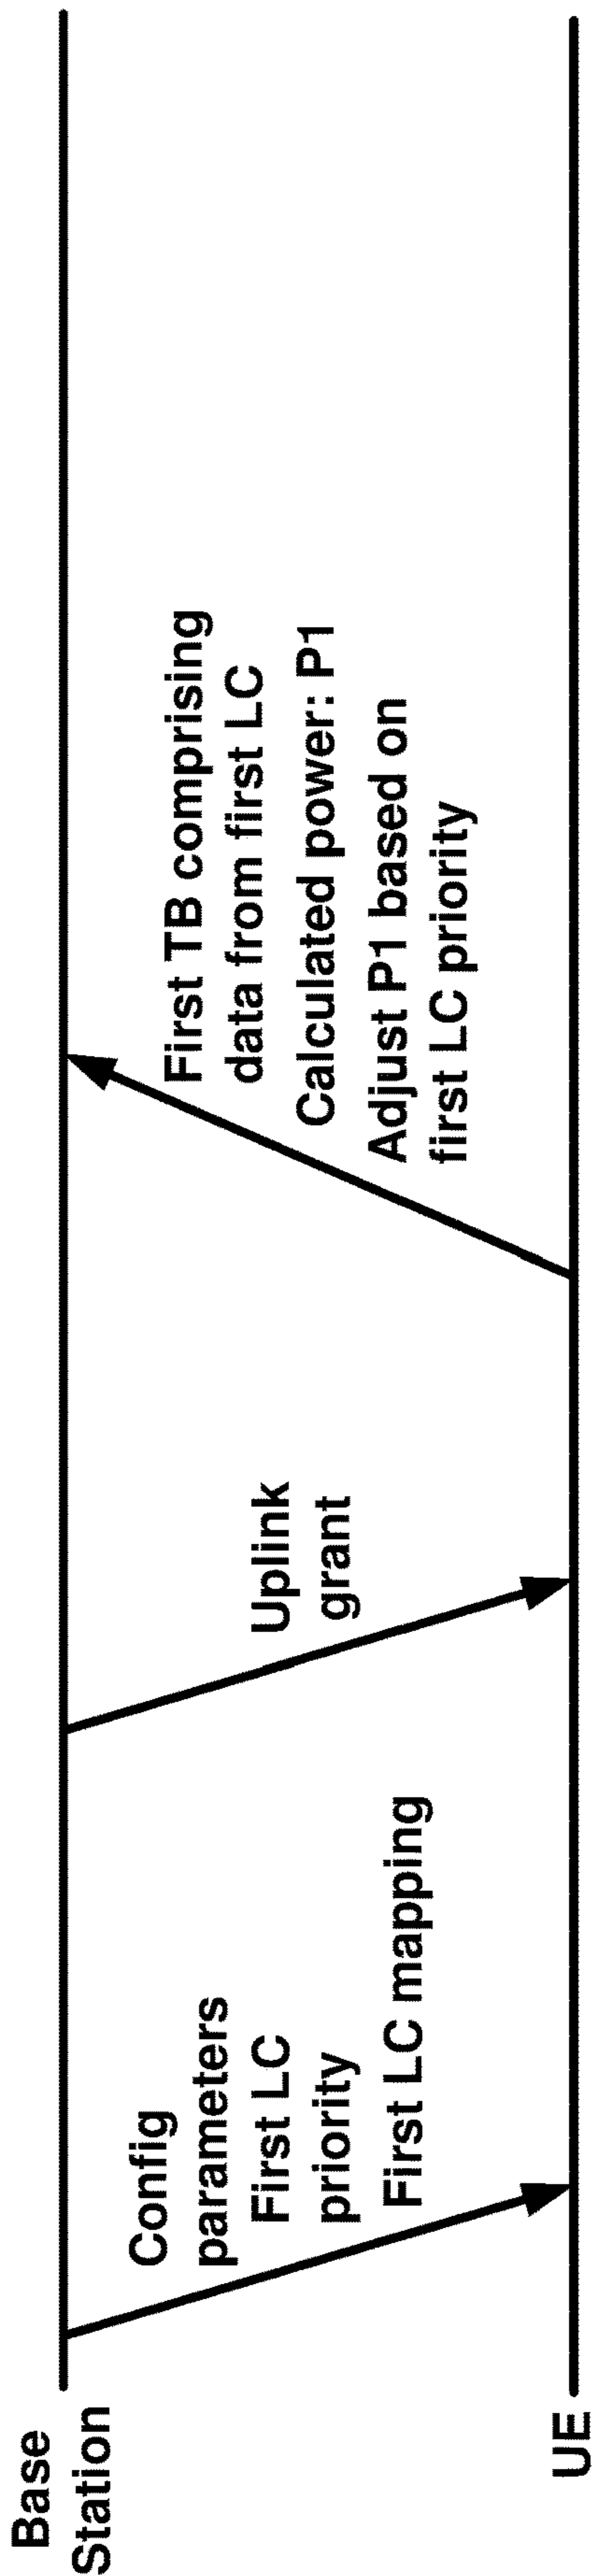 Base
Station
UE
Config
parameters
First LC
priority
First LC mapping
Uplink
grant
First TB comprising
data from first LC
Calculated power: P1
Adjust P1 based on
first LC priority